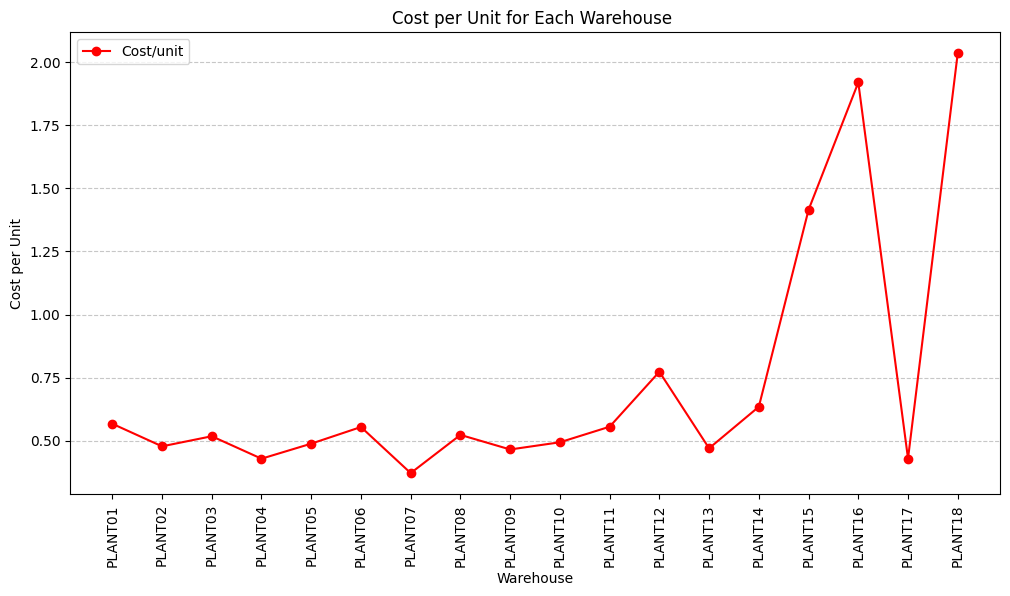 Cost per Unit for Each Warehouse
Cost/unit
2.00
1.75
1.50
1.25
1.00
0.75
0.50
Cost per Unit
PLANT01
PLANT02
PLANT03
PLANT04
PLANT05
PLANT06
PLANT07
PLANT08
PLANT09
PLANT10
PLANT11
PLANT12
PLANT13
PLANT14
PLANT15
PLANT16
PLANT17
PLANT18
Warehouse